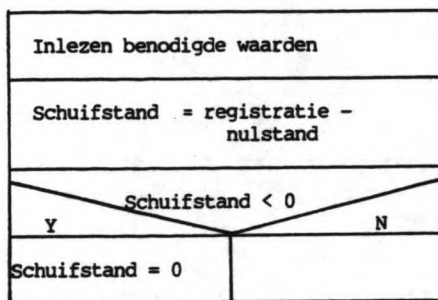 Inlezen benodigde waarden
Schuifstand = registratie -
nulstand
Schuifstand < 0
Y N
Schuifstand = 0